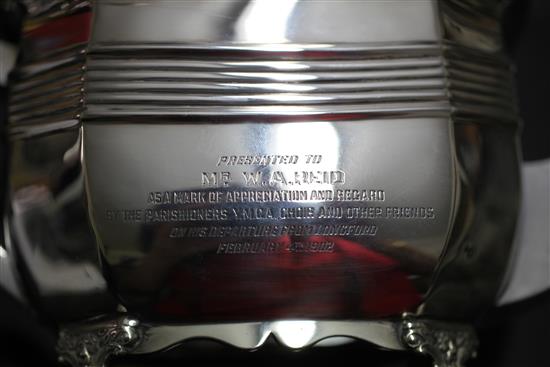 PRESENTED TO
MR W.A.REID
AS A MARK OF APPRECIATION AND REGARD
BY THE PARISHIONERS Y.M.C.A. CHOIR AND OTHER FRIENDS
ON HIS DEPARTURE FROM LONGFORD
FEBRUARY 4TH 1902